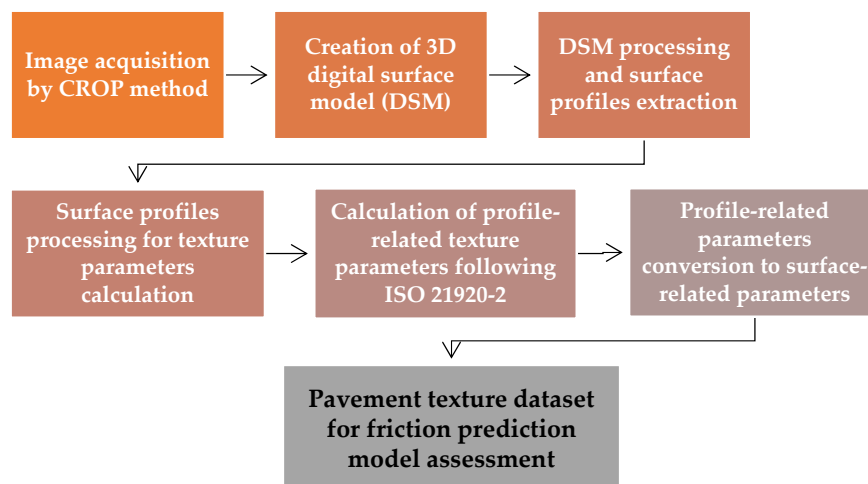 Image acquisition
by CROP method
Creation of 3D
digital surface
model (DSM)
DSM processing
and surface
profiles extraction
Surface profiles
processing for texture
parameters
calculation
Calculation of profile-
related texture
parameters following
ISO 21920-2
Profile-related
parameters
conversion to surface-
related parameters
Pavement texture dataset
for friction prediction
model assessment